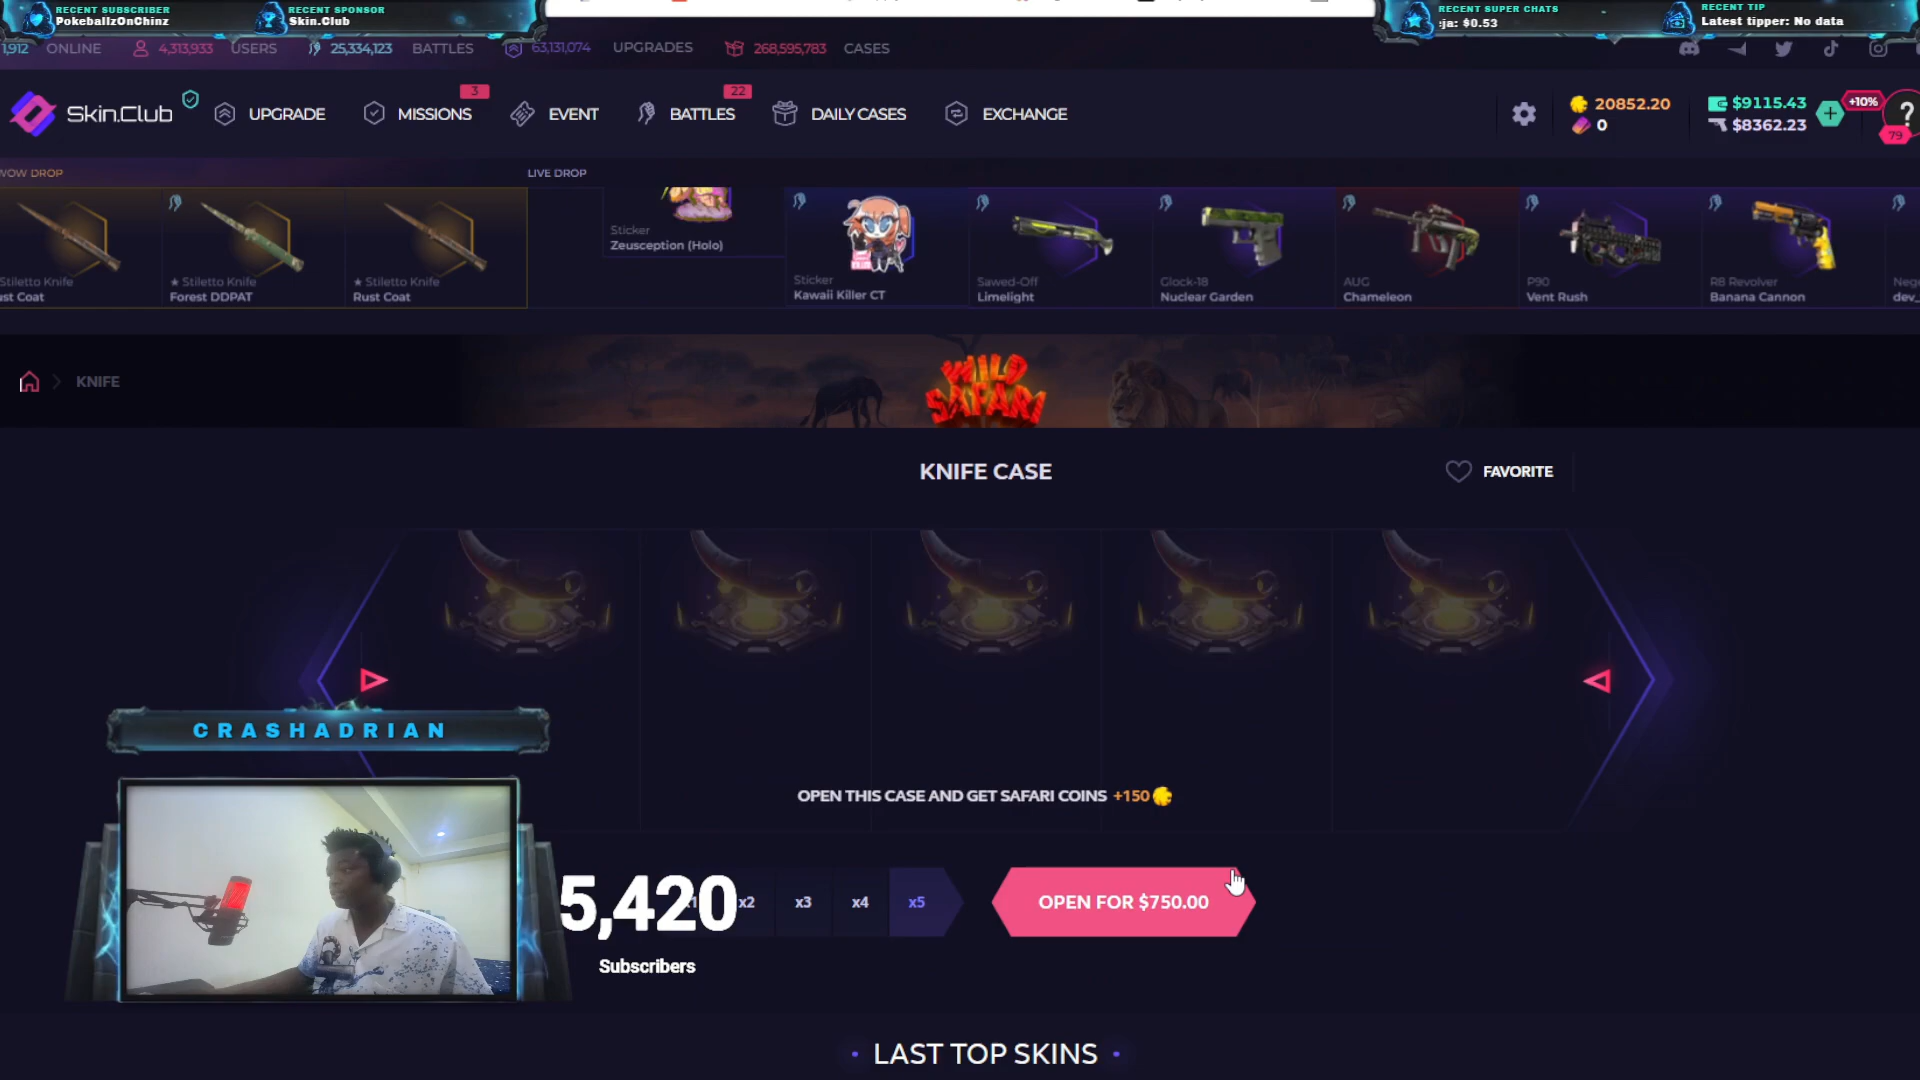 RECENT SUBSCRIBER
PokeballzOnChinz
RECENT SPONSOR
Skin.Club
RECENT SUPER CHATS
ja: $0.53
RECENT TIP
Latest tipper: No data
1,912 ONLINE 4,313,933 USERS 25,334,123 BATTLES 63,131,074 UPGRADES 268,595,783 CASES
Skin.Club
UPGRADE
MISSIONS 3
EVENT
BATTLES 22
DAILY CASES
EXCHANGE
20852.20
0
$9115.43
$8362.23
+
+10%
?
79
WOW DROP
LIVE DROP
Stiletto Knife
ust Coat
★ Stiletto Knife
Forest DDPAT
★ Stiletto Knife
Rust Coat
Sticker
Zeusception (Holo)
Sticker
Kawaii Killer CT
Sawed-Off
Limelight
Glock-18
Nuclear Garden
AUG
Chameleon
P90
Vent Rush
R8 Revolver
Banana Cannon
Nege
dev_
KNIFE
WILD
SAFARI
KNIFE CASE
FAVORITE
CRASHADRIAN
OPEN THIS CASE AND GET SAFARI COINS +150
5,420
Subscribers
x2 x3 x4 x5
OPEN FOR $750.00
LAST TOP SKINS